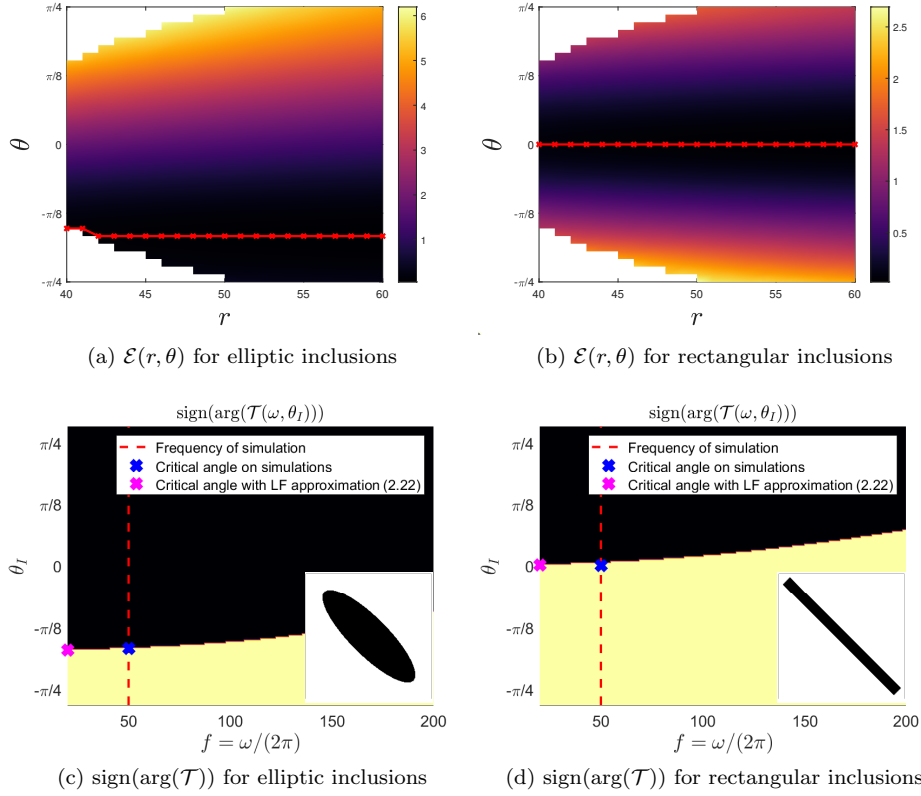 π/4
π/8
0
-π/8
-π/4
θ
40
45
50
55
60
r
6
5
4
3
2
1
(a) ℰ(r, θ) for elliptic inclusions
π/4
π/8
0
-π/8
-π/4
θ
40
45
50
55
60
r
2.5
2
1.5
1
0.5
(b) ℰ(r, θ) for rectangular inclusions
sign(arg(𝒯(ω, θ_I)))
π/4
π/8
0
-π/8
-π/4
θ_I
Frequency of simulation
Critical angle on simulations
Critical angle with LF approximation (2.22)
50
100
150
200
f = ω/(2π)
(c) sign(arg(𝒯)) for elliptic inclusions
sign(arg(𝒯(ω, θ_I)))
π/4
π/8
0
-π/8
-π/4
θ_I
Frequency of simulation
Critical angle on simulations
Critical angle with LF approximation (2.22)
50
100
150
200
f = ω/(2π)
(d) sign(arg(𝒯)) for rectangular inclusions